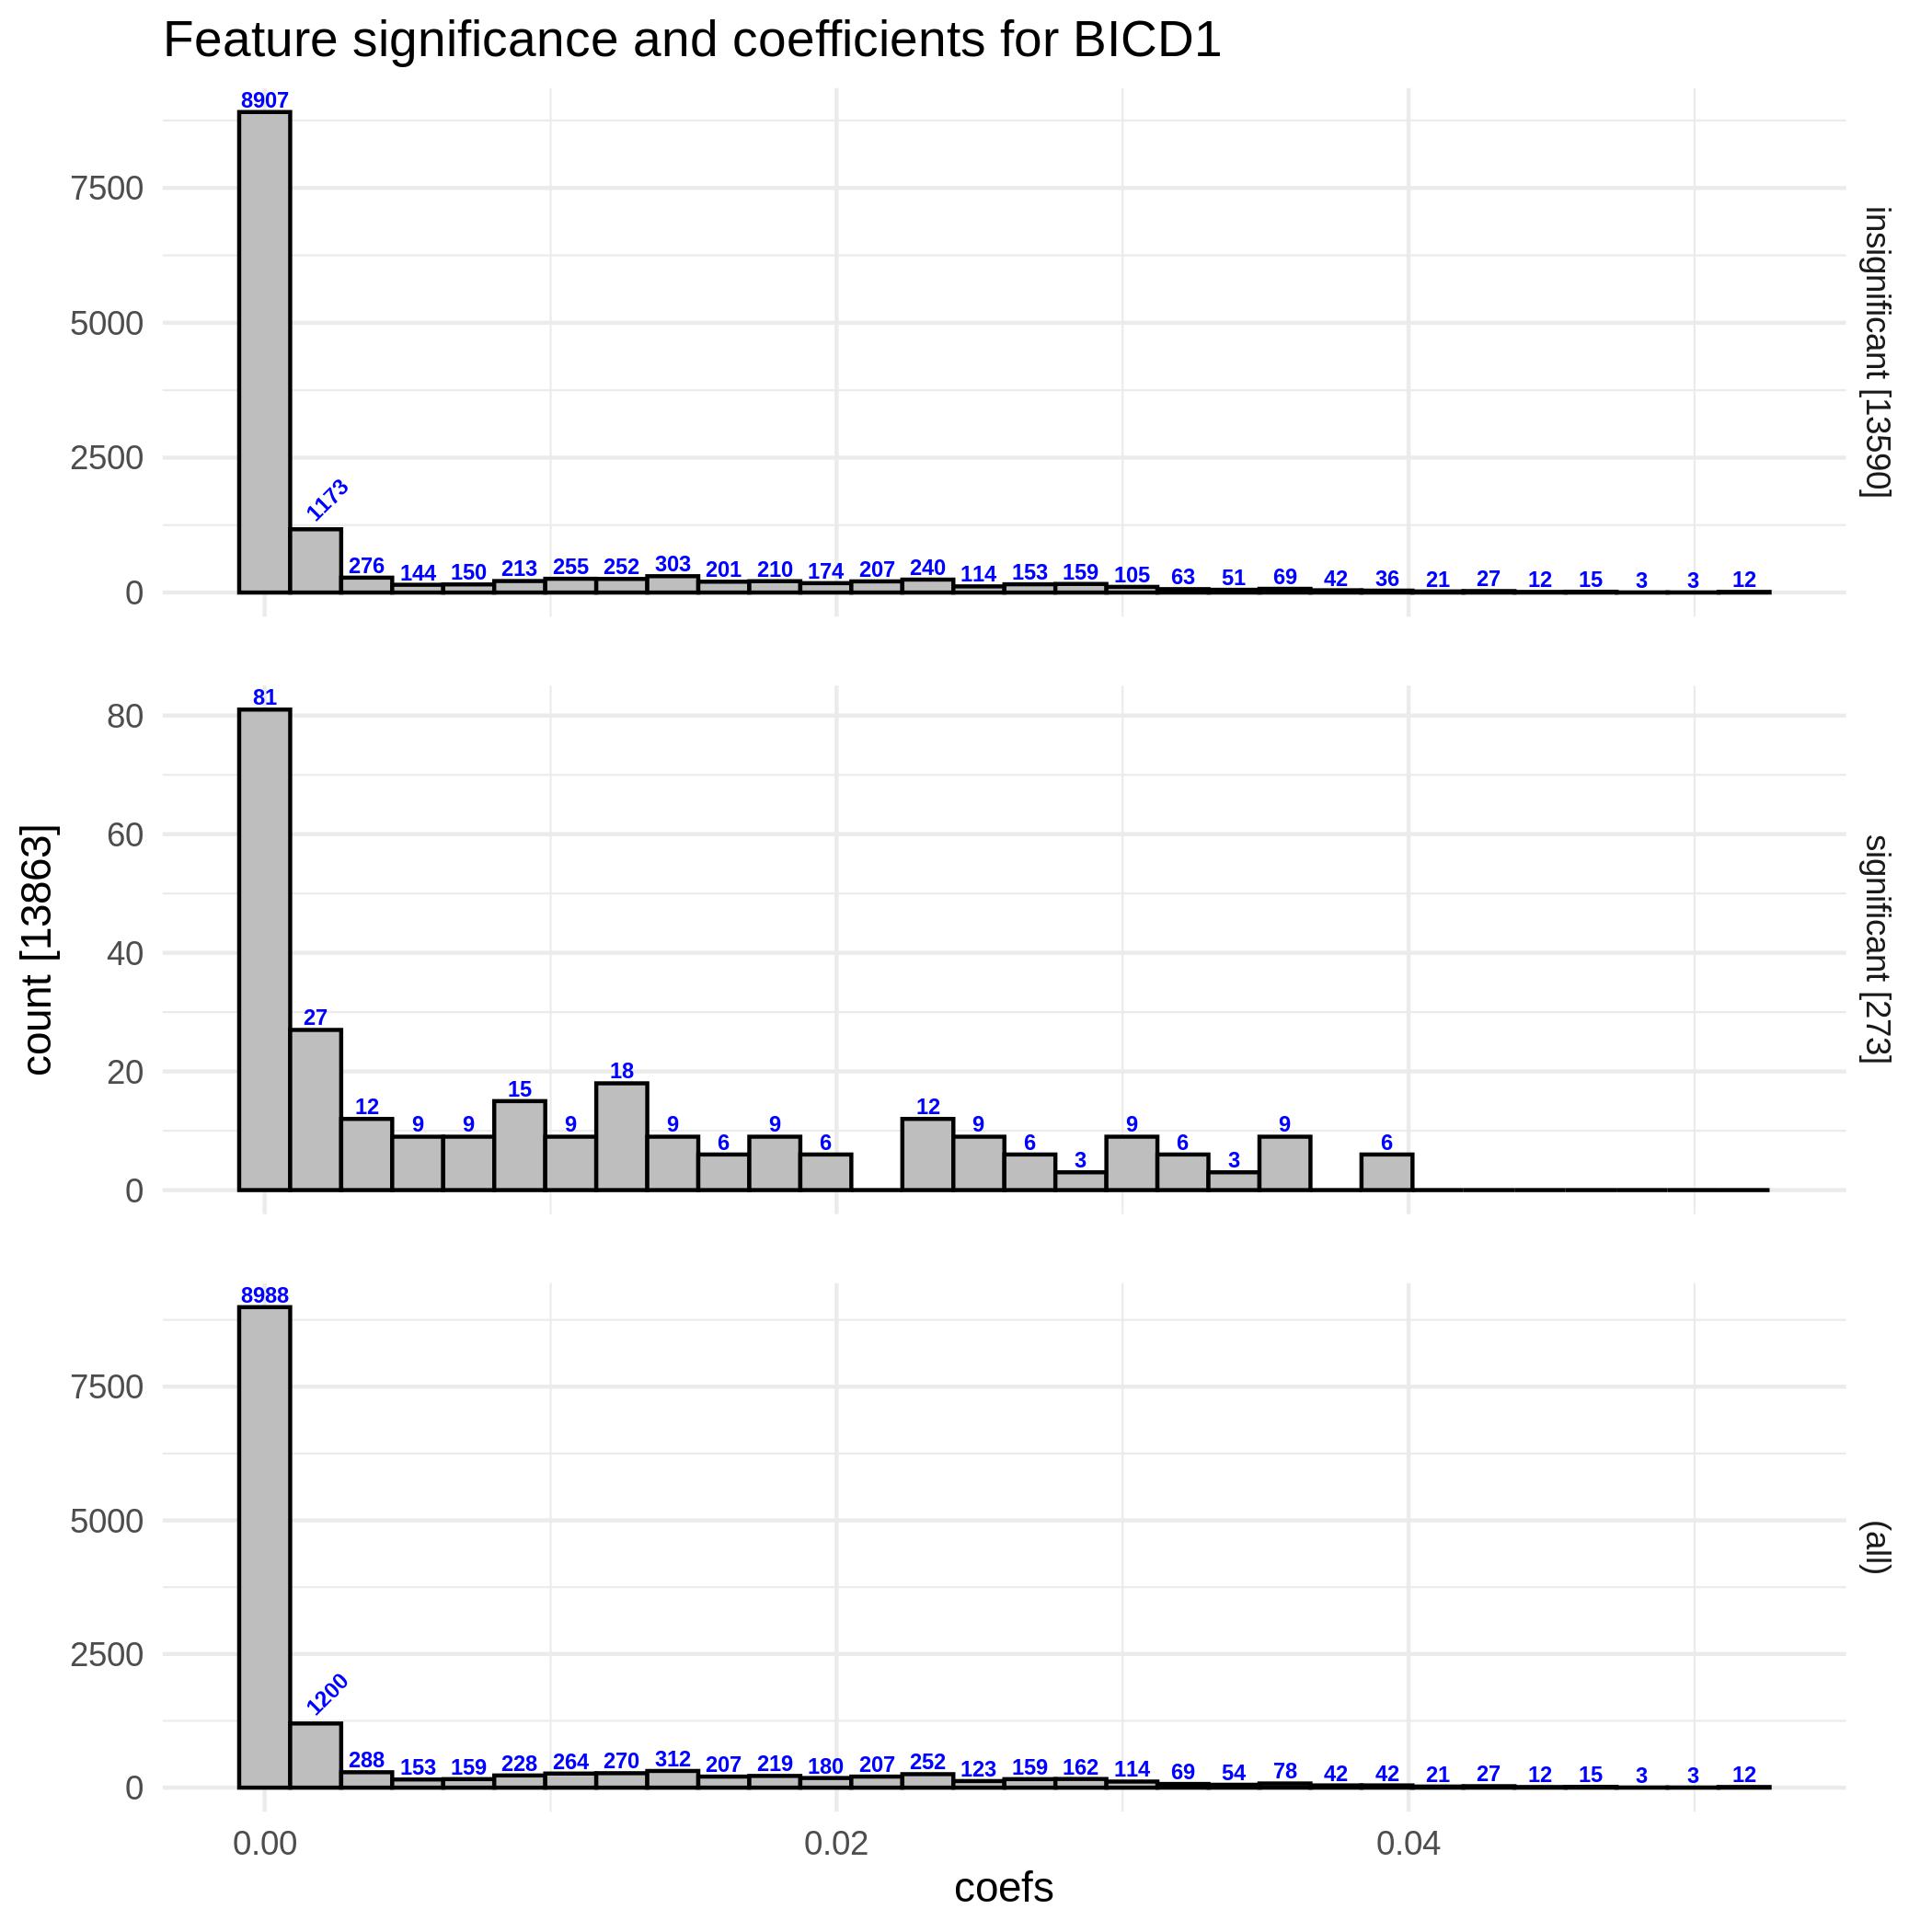 Feature significance and coefficients for BICD1
8907
7500
5000
2500
0
1173
276 144 150 213 255 252 303 201 210 174 207 240 114 153 159 105 63 51 69 42 36 21 27 12 15 3 3 12
insignificant [13590]
count [13863]
80
60
40
20
0
81
27
12 9 9 15 9 18 9 6 9 6 12 9 6 3 9 6 3 9 6
significant [273]
8988
7500
5000
2500
0
1200
288 153 159 228 264 270 312 207 219 180 207 252 123 159 162 114 69 54 78 42 42 21 27 12 15 3 3 12
(all)
0.00 0.02 0.04
coefs